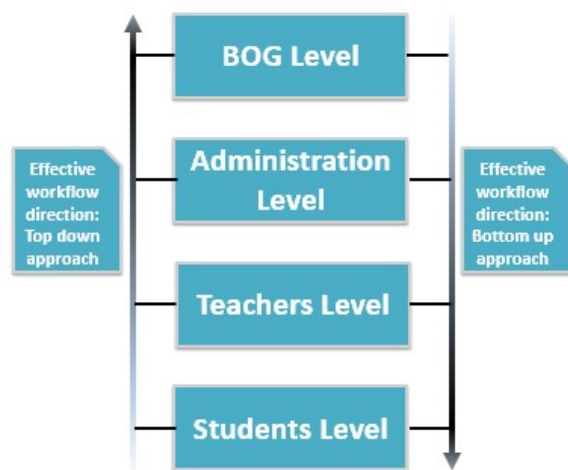 BOG Level
Administration
Level
Effective
workflow
direction:
Top down
approach
Effective
workflow
direction:
Bottom up
approach
Teachers Level
Students Level